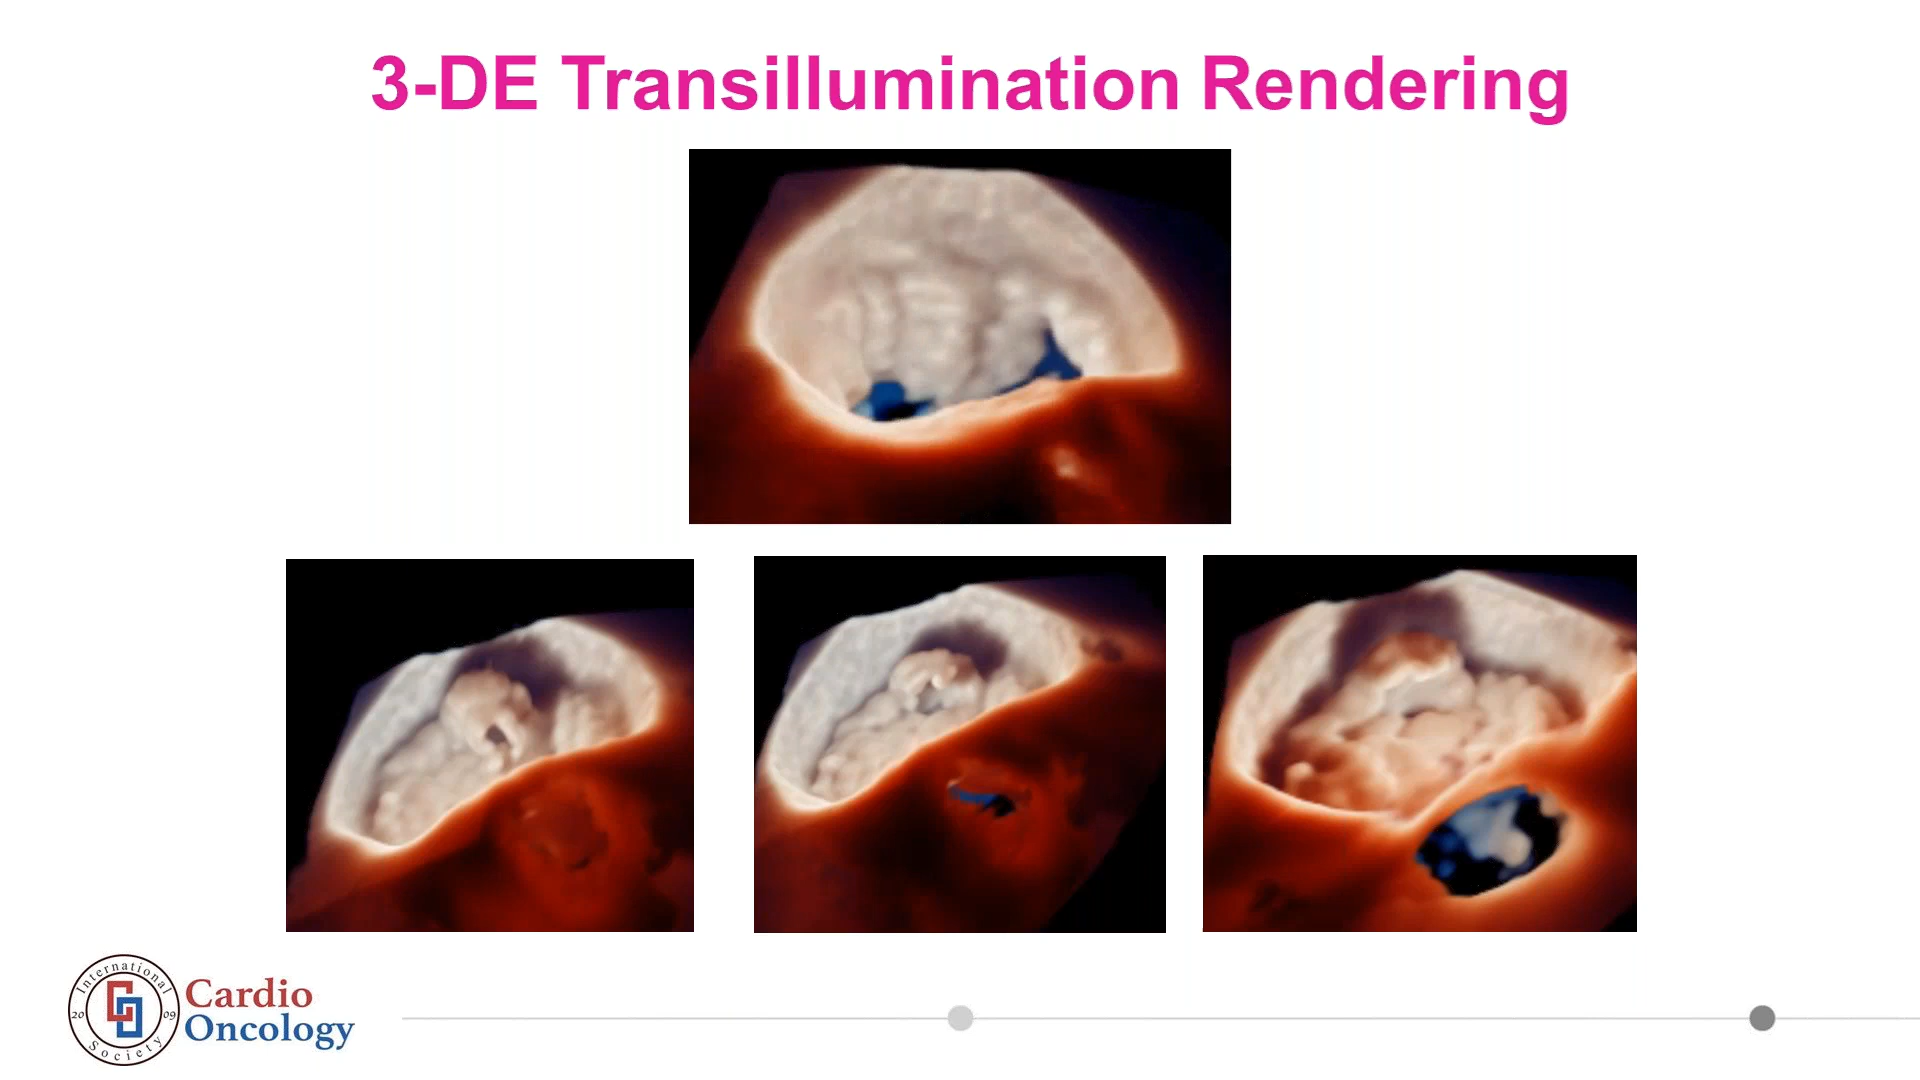 3-DE Transillumination Rendering
International
20 09
Society
Cardio
Oncology